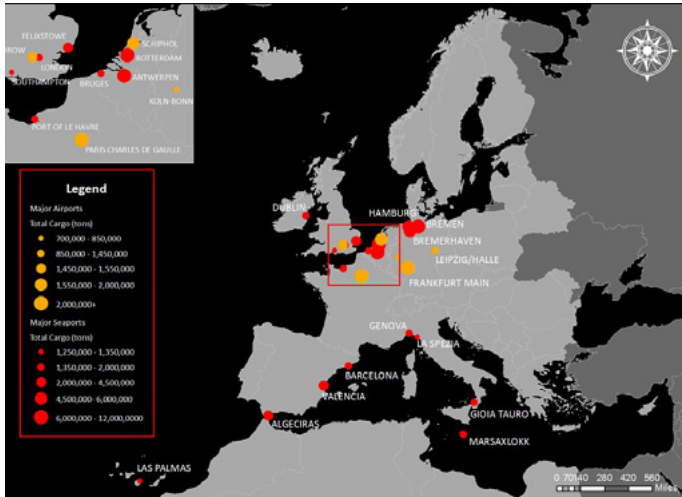 FELIXSTOWE
SCHIPHOL
ROTTERDAM
ROW
LONDON
SOUTHAMPTON
BRUGES
ANTWERPEN
KOLN-BONN
PORT OF LE HAVRE
PARIS CHARLES DE GAULLE
Legend
Major Airports
Total Cargo (tons)
700,000 - 850,000
850,000 - 1,450,000
1,450,000 - 1,550,000
1,550,000 - 2,000,000
2,000,000+
Major Seaports
Total Cargo (tons)
1,250,000 - 1,350,000
1,350,000 - 2,000,000
2,000,000 - 4,500,000
4,500,000 - 6,000,000
6,000,000 - 12,000,0000
DUBLIN
HAMBURG
BREMEN
BREMERHAVEN
LEIPZIG/HALLE
FRANKFURT MAIN
GENOVA
LA SPEZIA
BARCELONA
VALENCIA
ALGECIRAS
GIOIA TAURO
MARSAXLOKK
LAS PALMAS
0 70 140 280 420 560
Miles